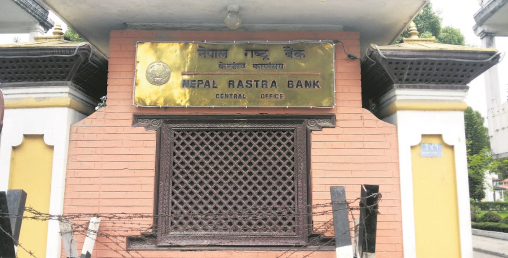 नेपाल राष्ट्र बैंक
केन्द्रीय कार्यालय
NEPAL RASTRA BANK
CENTRAL OFFICE